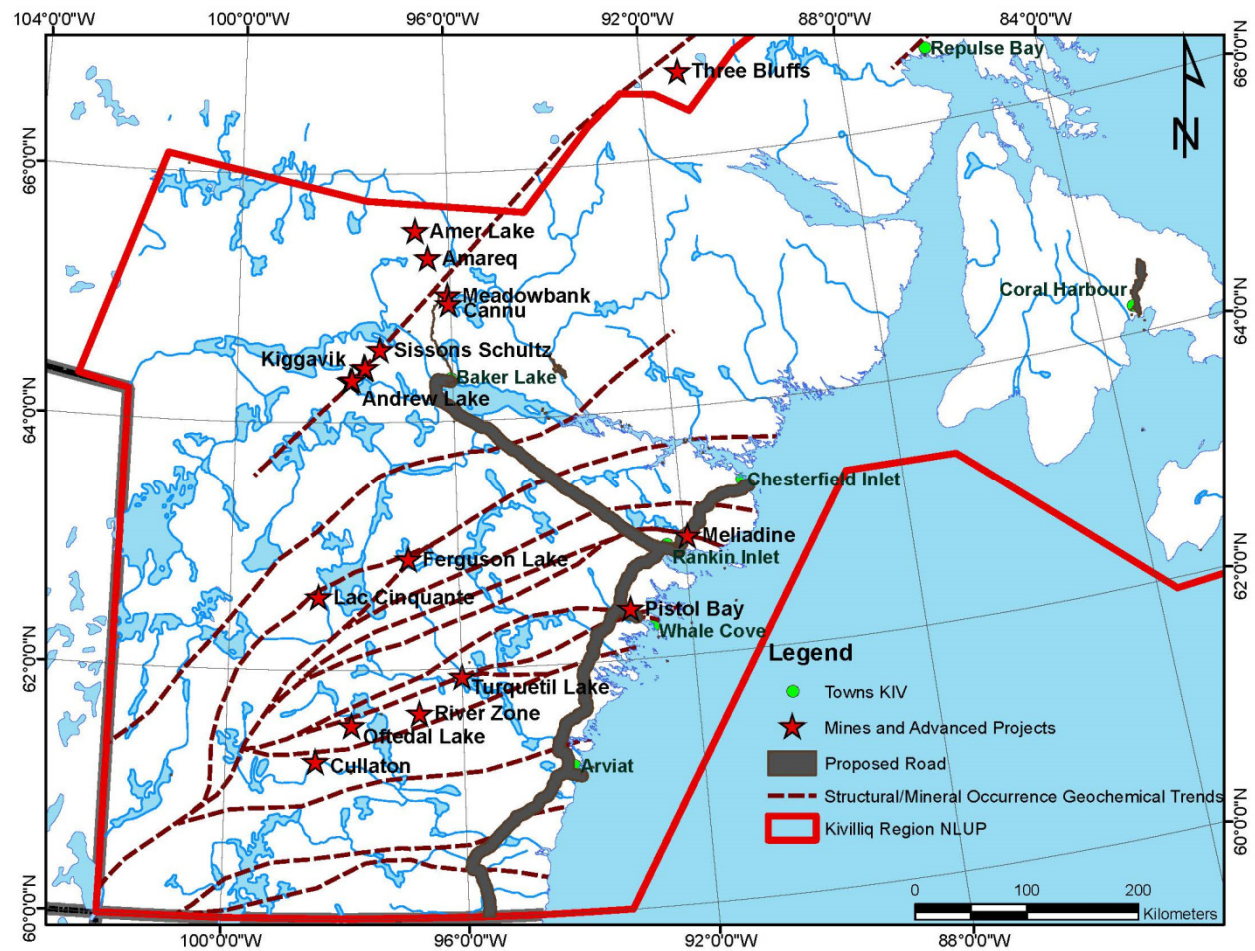 104°0'0"W 100°0'0"W 96°0'0"W 92°0'0"W 88°0'0"W 84°0'0"W
66°0'0"N
Repulse Bay
Three Bluffs
N
66°0'0"N
Amer Lake
Amareq
Meadowbank
Cannu
Coral Harbour
64°0'0"N
Kiggavik
Sissons Schultz
Baker Lake
Andrew Lake
64°0'0"N
Chesterfield Inlet
Meliadine
Rankin Inlet
Ferguson Lake
62°0'0"N
Lac Cinquante
Pistol Bay
Whale Cove
62°0'0"N
Turquetil Lake
River Zone
Oftedal Lake
Cullaton
Arviat
Legend
Towns KIV
Mines and Advanced Projects
Proposed Road
Structural/Mineral Occurrence Geochemical Trends
Kivilliq Region NLUP
60°0'0"N
0 100 200
Kilometers
60°0'0"N
100°0'0"W 96°0'0"W 92°0'0"W 88°0'0"W